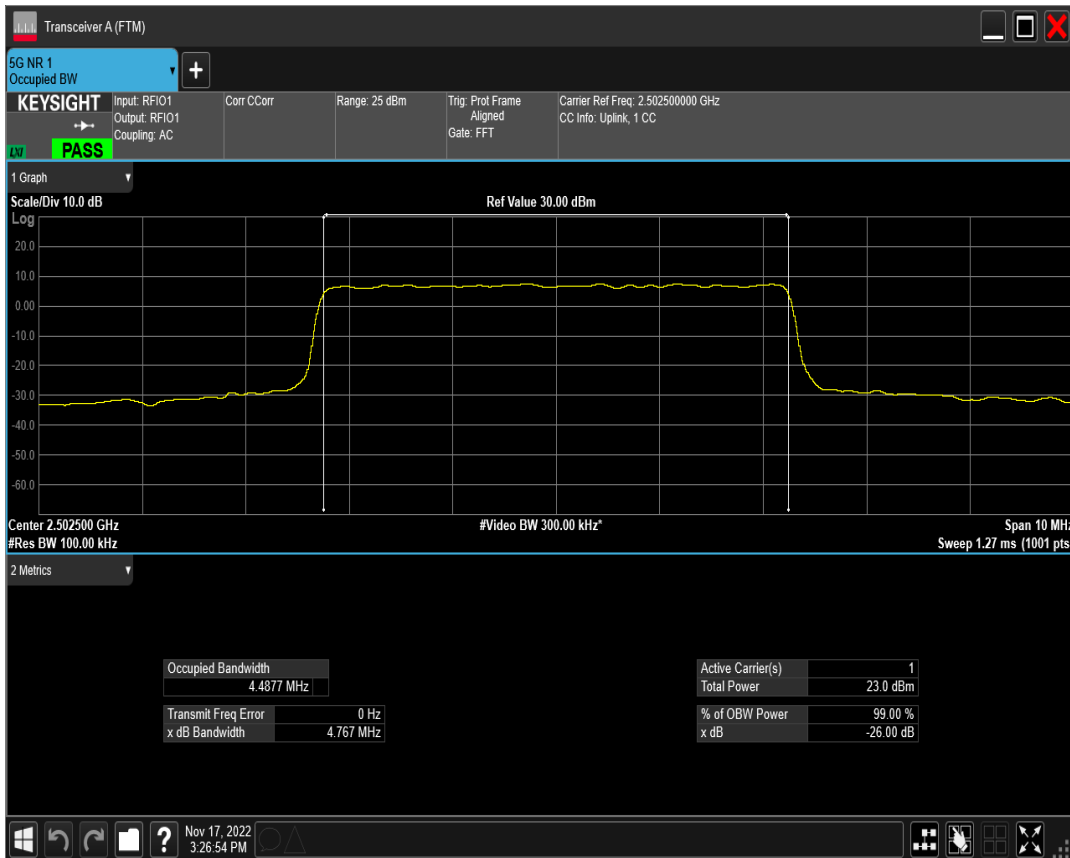 Transceiver A (FTM)
5G NR 1
Occupied BW
+
KEYSIGHT
LXI
PASS
Input: RFIO1
Output: RFIO1
Coupling: AC
Corr CCorr
Range: 25 dBm
Trig: Prot Frame
Aligned
Gate: FFT
Carrier Ref Freq: 2.502500000 GHz
CC Info: Uplink, 1 CC
1 Graph
Scale/Div 10.0 dB
Ref Value 30.00 dBm
Log
20.0
10.0
0.00
-10.0
-20.0
-30.0
-40.0
-50.0
-60.0
Center 2.502500 GHz
#Video BW 300.00 kHz*
Span 10 MHz
#Res BW 100.00 kHz
Sweep 1.27 ms (1001 pts
2 Metrics
Occupied Bandwidth
4.4877 MHz
Transmit Freq Error 0 Hz
x dB Bandwidth 4.767 MHz
Active Carrier(s) 1
Total Power 23.0 dBm
% of OBW Power 99.00 %
x dB -26.00 dB
?
Nov 17, 2022
3:26:54 PM